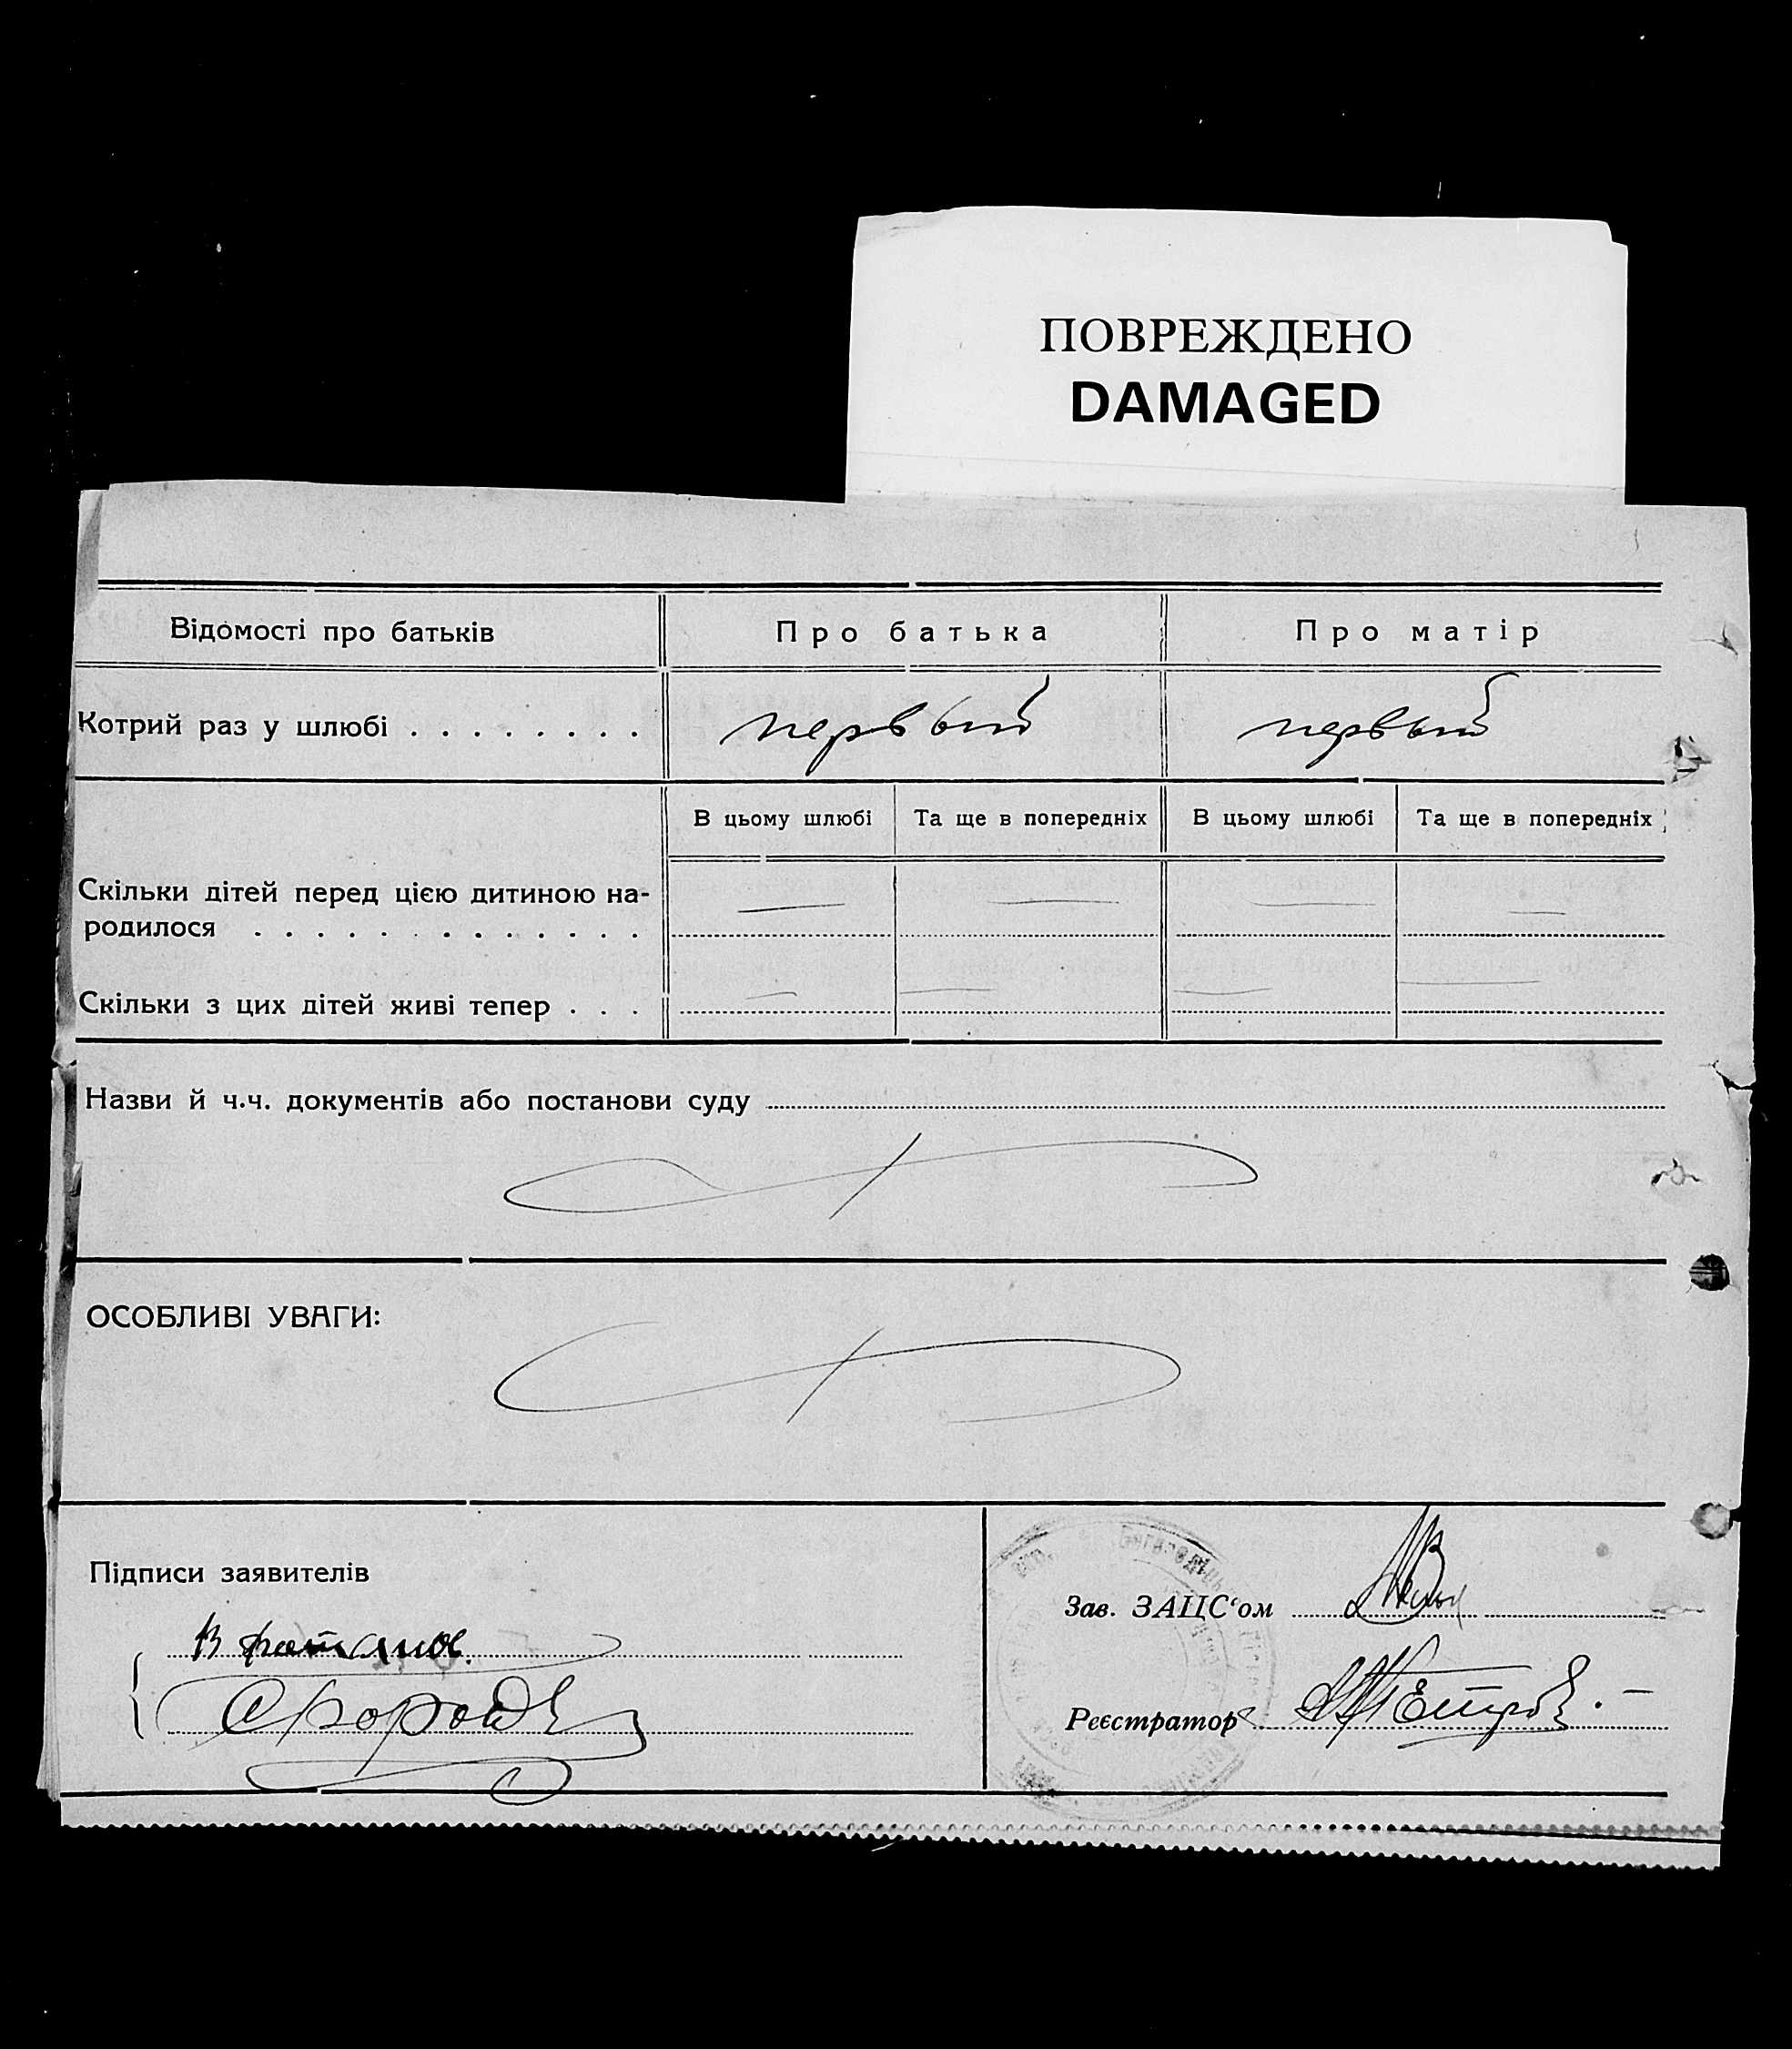 ПОВРЕЖДЕНО
DAMAGED
Відомості про батьків
Про батька
Про матір
Котрий раз у шлюбі . . . . . . . .
первый
первый
В цьому шлюбі
Та ще в попередніх
В цьому шлюбі
Та ще в попередніх
Скільки дітей перед цією дитиною на-
родилося . . . . . . . . . . . . .
Скільки з цих дітей живі тепер . . .
Назви й ч.ч. документів або постанови суду
ОСОБЛИВІ УВАГИ:
Підписи заявителів
Зав. ЗАЦС‘ом
Реєстратор